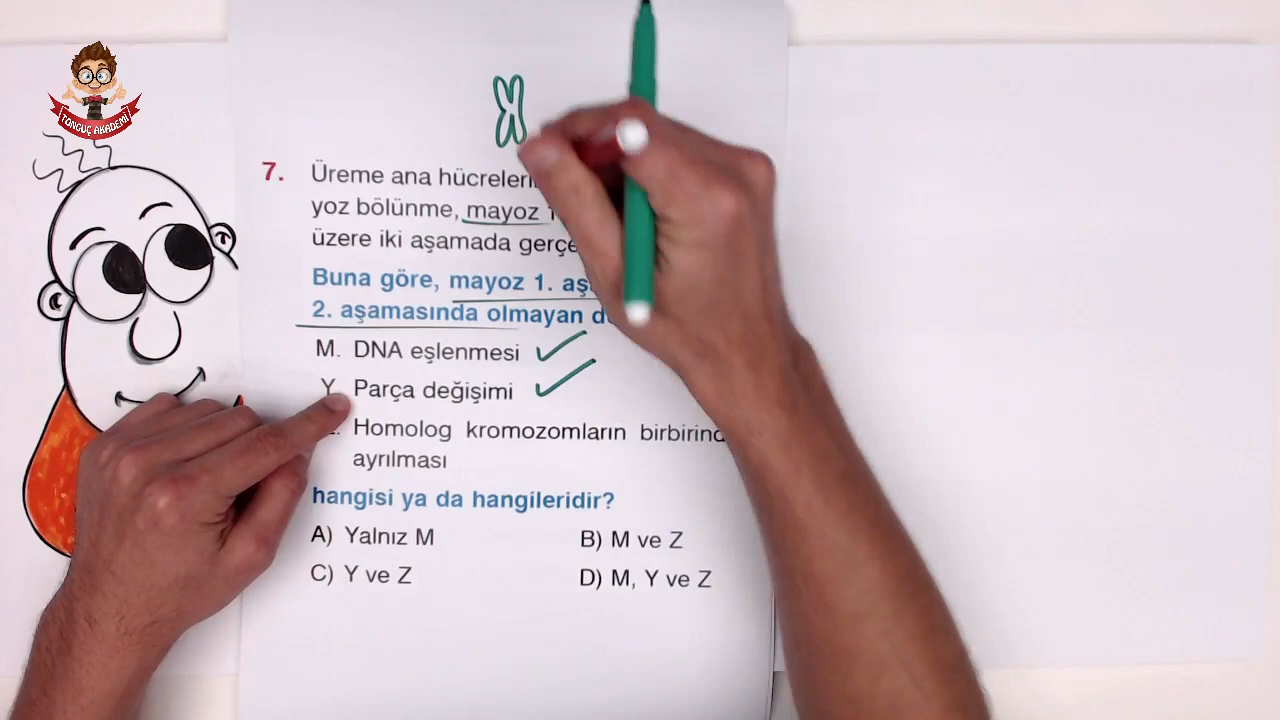 TONGUÇ AKADEMİ
7. Üreme ana hücreleri
yoz bölünme, mayoz 1
üzere iki aşamada gerçe
Buna göre, mayoz 1. aş
2. aşamasında olmayan d
M. DNA eşlenmesi
Y. Parça değişimi
Homolog kromozomların birbirind
ayrılması
hangisi ya da hangileridir?
A) Yalnız M
B) M ve Z
C) Y ve Z
D) M, Y ve Z